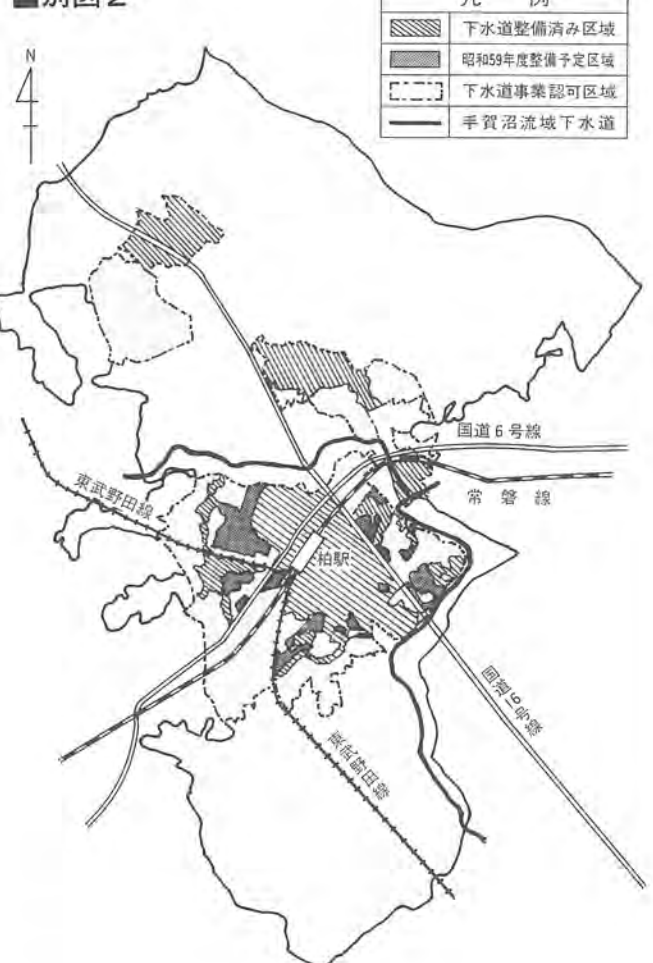 ■別図2
凡例
下水道整備済み区域
昭和59年度整備予定区域
下水道事業認可区域
手賀沼流域下水道
N
国道6号線
常磐線
東武野田線
柏駅
国道16号線
東武野田線